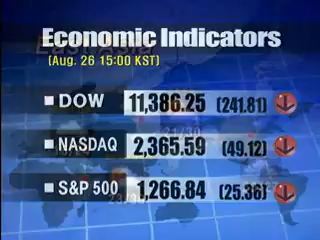 Economic Indicators
(Aug. 26 15:00 KST)
DOW 11,386.25 (241.81)
NASDAQ 2,365.59 (49.12)
S&P 500 1,266.84 (25.36)